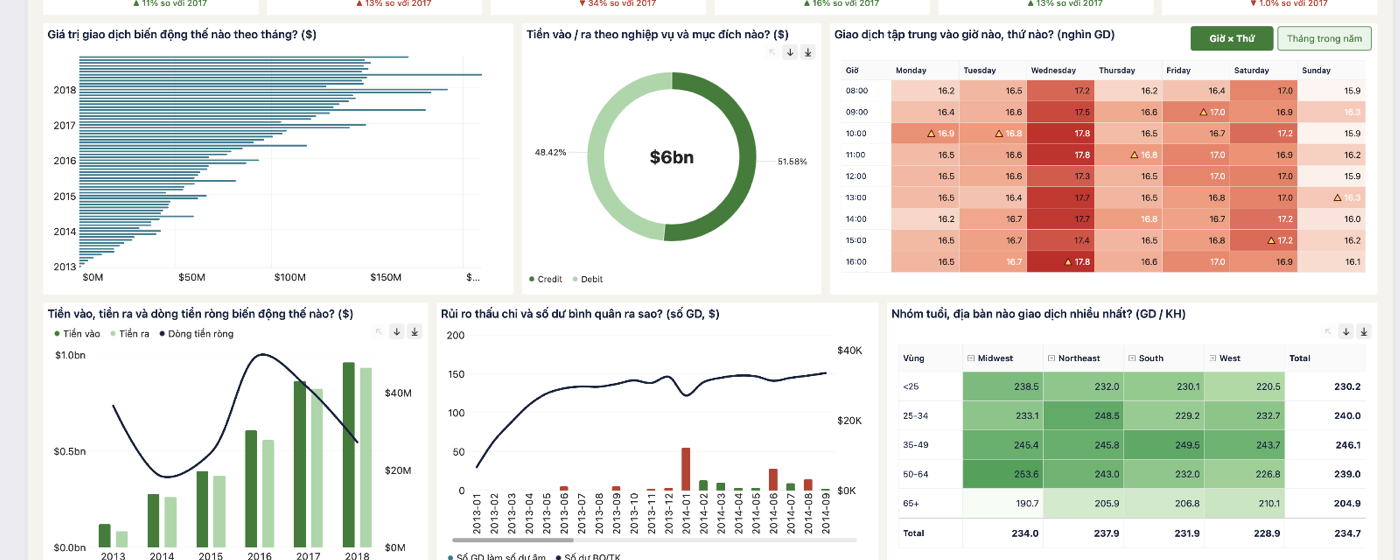 ▲ 11% so với 2017 ▼ 13% so với 2017 ▼ 34% so với 2017 ▲ 16% so với 2017 ▲ 13% so với 2017 ▼ 1.0% so với 2017
Giá trị giao dịch biến động thế nào theo tháng? ($)
2018
2017
2016
2015
2014
2013
$0M $50M $100M $150M $...
Tiền vào / ra theo nghiệp vụ và mục đích nào? ($)
48.42% $6bn 51.58%
Credit Debit
Giao dịch tập trung vào giờ nào, thứ nào? (nghìn GD)
Giờ x Thứ Tháng trong năm
Giờ Monday Tuesday Wednesday Thursday Friday Saturday Sunday
08:00 16.2 16.5 17.2 16.2 16.4 17.0 15.9
09:00 16.4 16.6 17.5 16.6 17.0 16.9 16.3
10:00 16.9 16.8 17.8 16.5 16.7 17.2 15.9
11:00 16.5 16.6 17.8 16.8 17.0 16.9 16.2
12:00 16.5 16.6 17.3 16.5 17.0 17.0 15.9
13:00 16.5 16.4 17.7 16.5 16.8 17.0 16.3
14:00 16.2 16.7 17.7 16.8 16.7 17.2 16.0
15:00 16.5 16.7 17.4 16.5 16.8 17.2 16.2
16:00 16.5 16.7 17.8 16.6 17.0 16.9 16.1
Tiền vào, tiền ra và dòng tiền ròng biến động thế nào? ($)
Tiền vào Tiền ra Dòng tiền ròng
$1.0bn
$0.5bn
$0.0bn
$40M
$20M
$0M
2013 2014 2015 2016 2017 2018
Rủi ro thấu chi và số dư bình quân ra sao? (số GD, $)
200
150
100
50
0
$40K
$20K
$0K
2013-01 2013-02 2013-03 2013-04 2013-05 2013-06 2013-07 2013-08 2013-09 2013-10 2013-11 2013-12 2014-01 2014-02 2014-03 2014-04 2014-05 2014-06 2014-07 2014-08 2014-09
Số GD làm số dư âm Số dư BQ/TK
Nhóm tuổi, địa bàn nào giao dịch nhiều nhất? (GD / KH)
Vùng Midwest Northeast South West Total
<25 238.5 232.0 230.1 220.5 230.2
25-34 233.1 248.5 229.2 232.7 240.0
35-49 245.4 245.8 249.5 243.7 246.1
50-64 253.6 243.0 232.0 226.8 239.0
65+ 190.7 205.9 206.8 210.1 204.9
Total 234.0 237.9 231.9 228.9 234.7